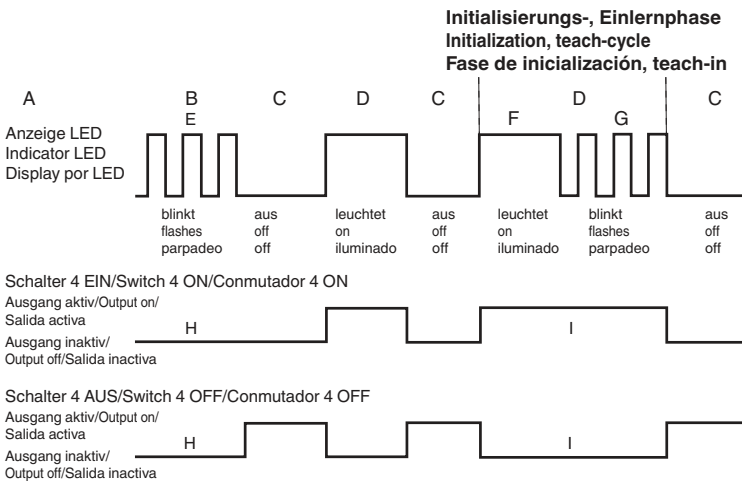 Initialisierungs-, Einlernphase
Initialization, teach-cycle
Fase de inicialización, teach-in
A B C D C D C
E F G
Anzeige LED
Indicator LED
Display por LED
blinkt aus leuchtet aus leuchtet blinkt aus
flashes off on off on flashes off
parpadeo off iluminado off iluminado parpadeo off
Schalter 4 EIN/Switch 4 ON/Conmutador 4 ON
Ausgang aktiv/Output on/
Salida activa
H I
Ausgang inaktiv/
Output off/Salida inactiva
Schalter 4 AUS/Switch 4 OFF/Conmutador 4 OFF
Ausgang aktiv/Output on/
Salida activa
H I
Ausgang inaktiv/
Output off/Salida inactiva